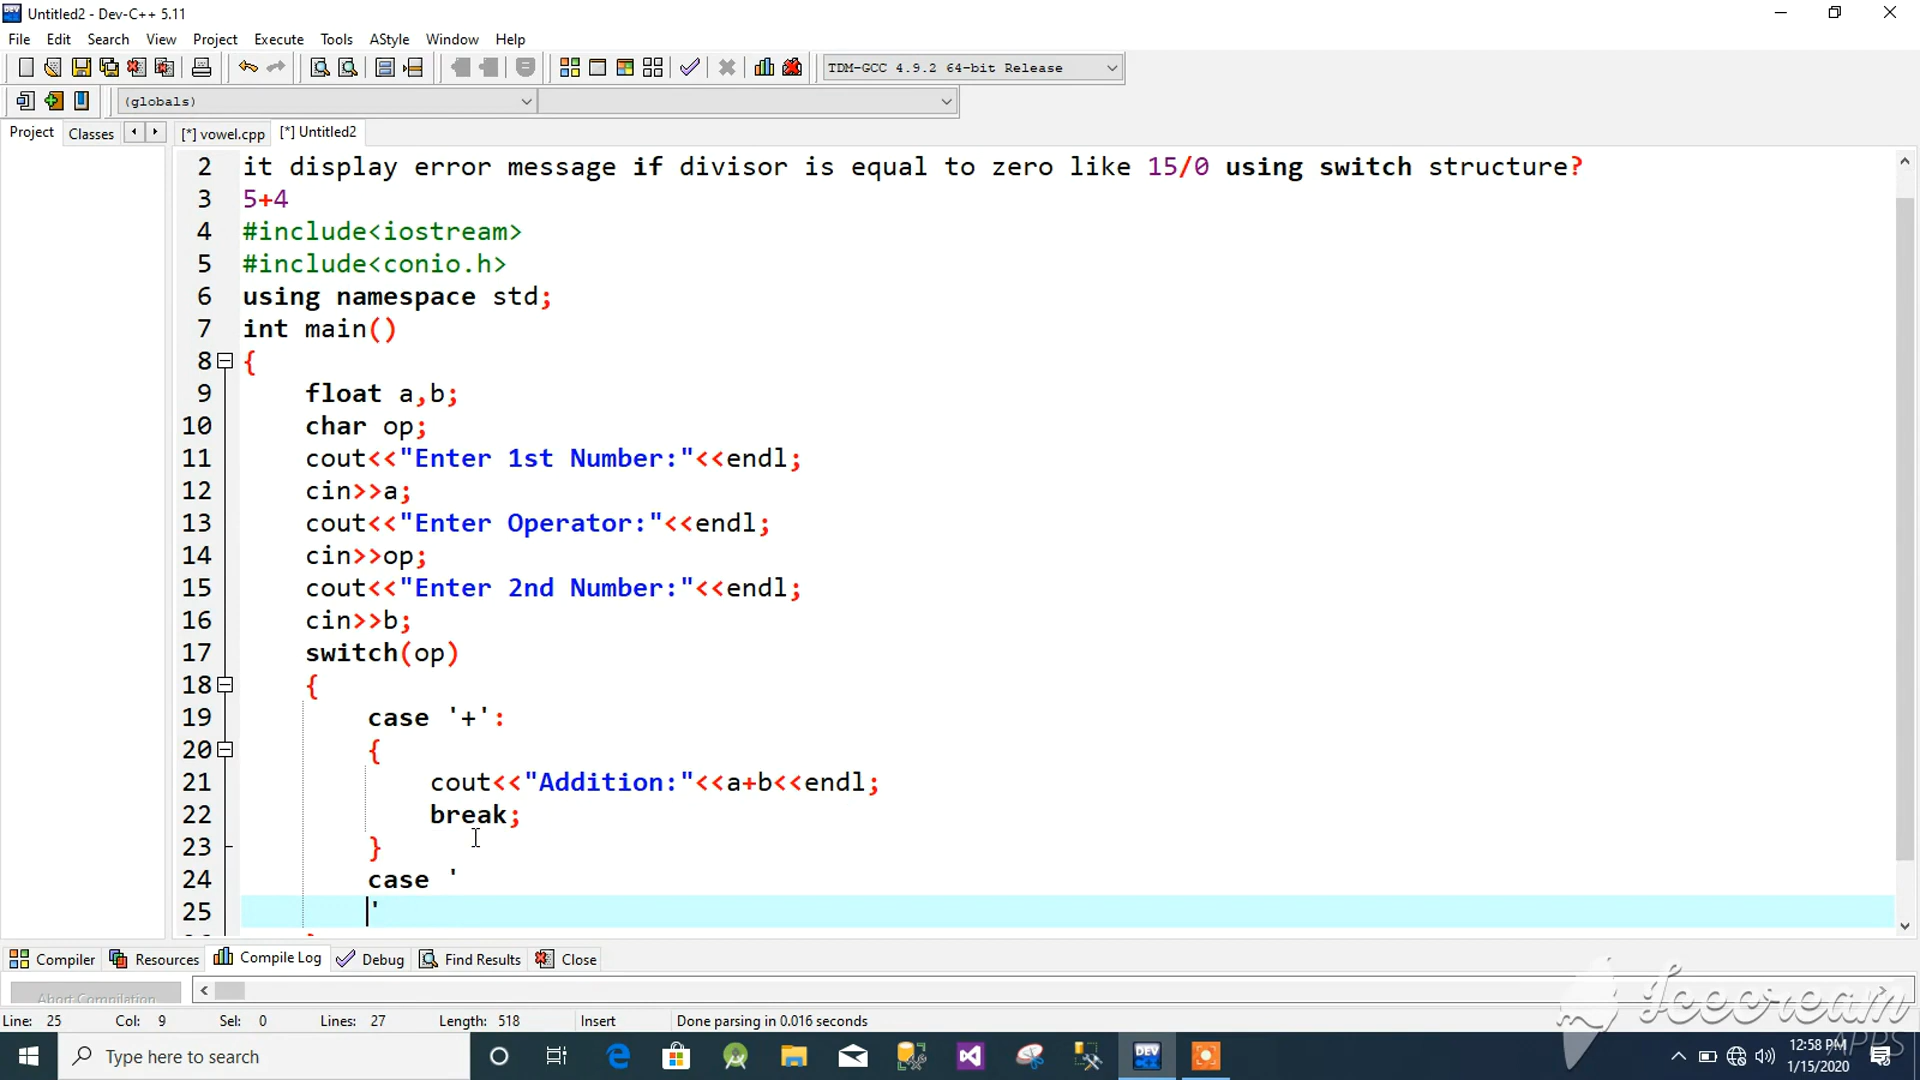 Untitled2 - Dev-C++ 5.11
File Edit Search View Project Execute Tools AStyle Window Help
TDM-GCC 4.9.2 64-bit Release
(globals)
Project Classes [*] vowel.cpp [*] Untitled2
2 it display error message if divisor is equal to zero like 15/0 using switch structure?
3 5+4
4 #include<iostream>
5 #include<conio.h>
6 using namespace std;
7 int main()
8 {
9 float a,b;
10 char op;
11 cout<<"Enter 1st Number:"<<endl;
12 cin>>a;
13 cout<<"Enter Operator:"<<endl;
14 cin>>op;
15 cout<<"Enter 2nd Number:"<<endl;
16 cin>>b;
17 switch(op)
18 {
19 case '+':
20 {
21 cout<<"Addition:"<<a+b<<endl;
22 break;
23 }
24 case '
25 '
Compiler Resources Compile Log Debug Find Results Close
Abort Compilation
Icecream
APPS
Line: 25 Col: 9 Sel: 0 Lines: 27 Length: 518 Insert Done parsing in 0.016 seconds
Type here to search
DEV
12:58 PM
1/15/2020